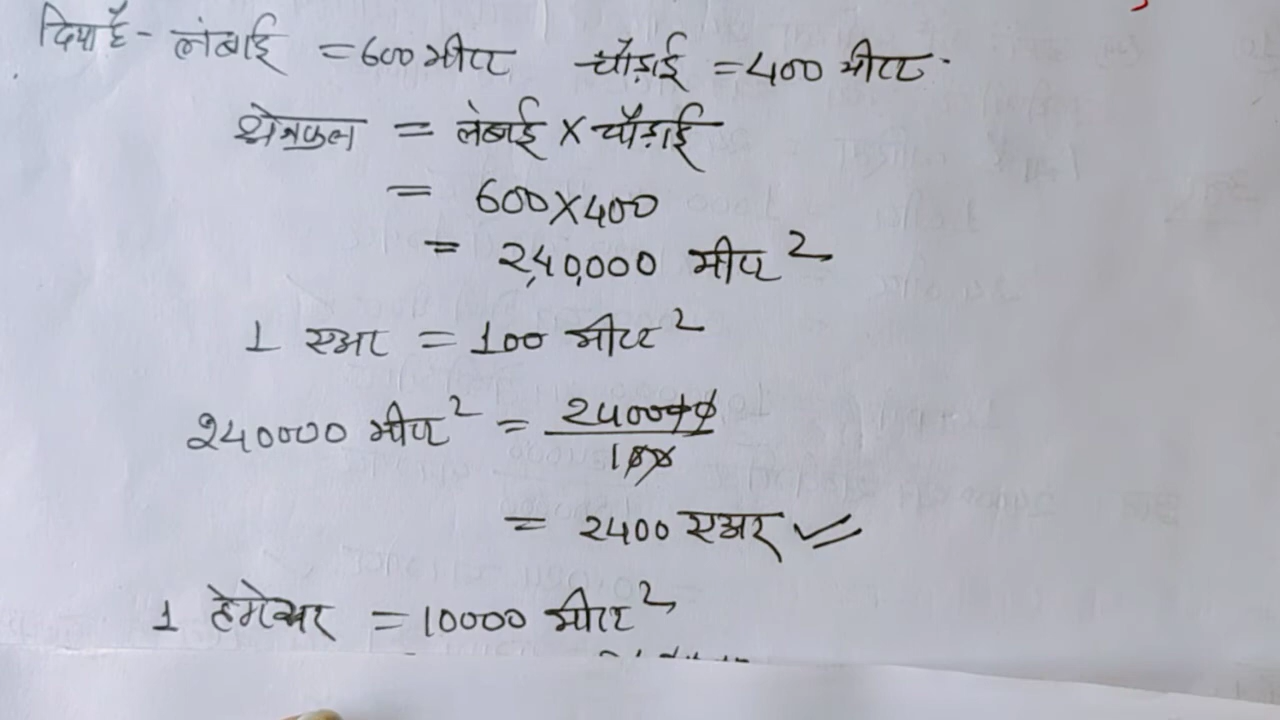 दिया है - लंबाई = 600 मीटर चौड़ाई = 400 मीटर
क्षेत्रफल = लंबाई × चौड़ाई
= 600×400
= 2,40,000 मीटर²
1 एअर = 100 मीटर²
240000 मीटर² = 240000/100
= 2400 एअर
1 हेक्टेअर = 10000 मीटर²